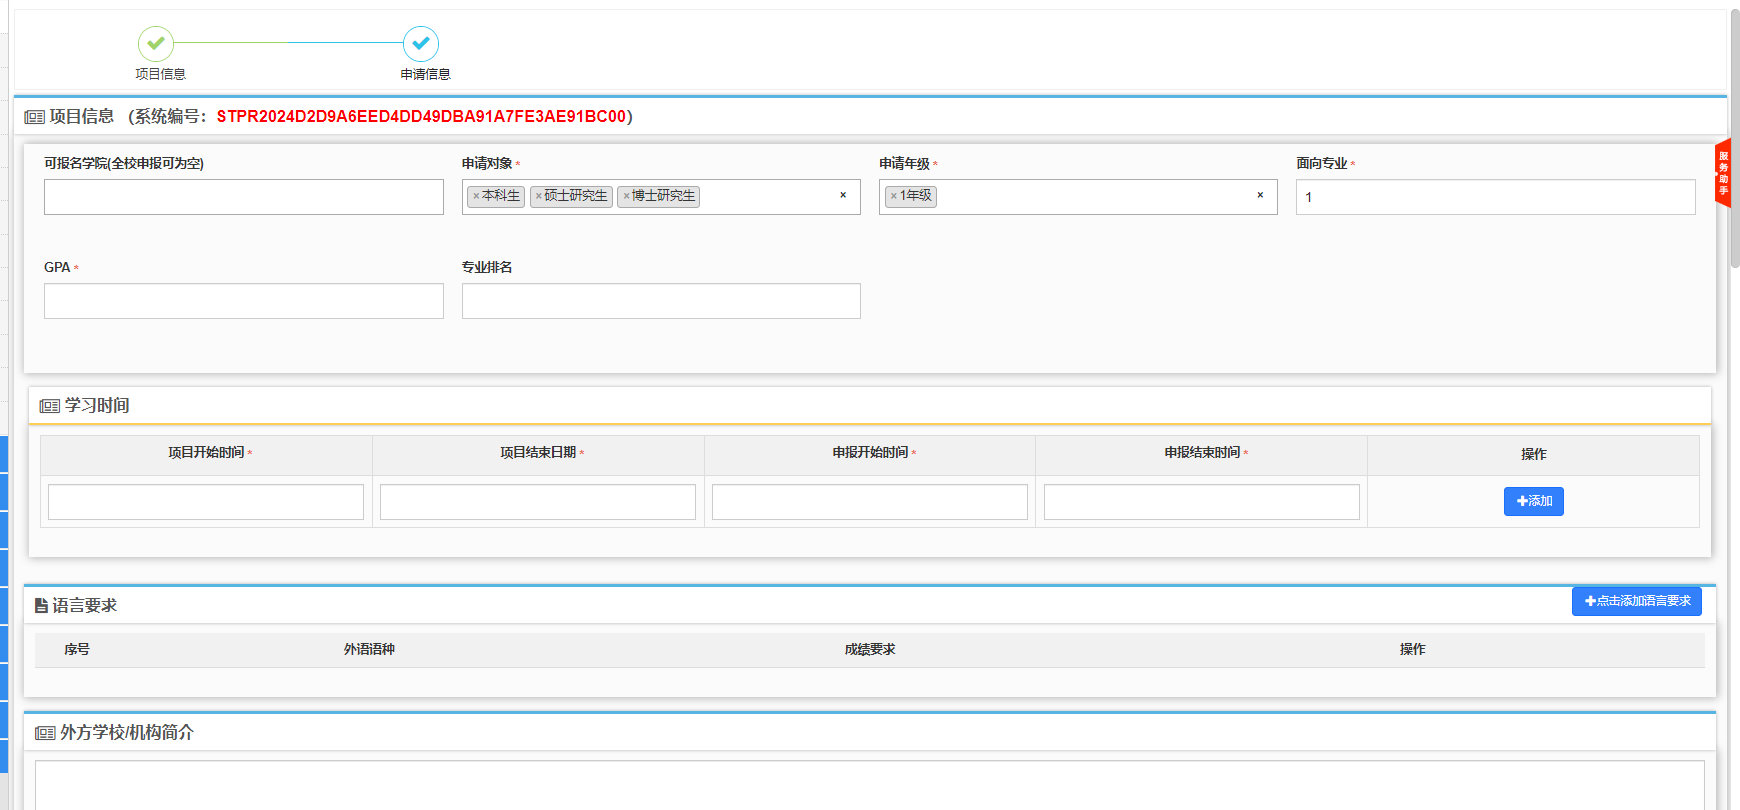 项目信息 申请信息
项目信息 (系统编号：STPR2024D2D9A6EED4DD49DBA91A7FE3AE91BC00)
可报名学院(全校申报可为空) 申请对象* 申请年级* 面向专业*
×本科生 ×硕士研究生 ×博士研究生 × ×1年级 × 1
服务助手
GPA* 专业排名
学习时间
项目开始时间* 项目结束日期* 申报开始时间* 申报结束时间* 操作
添加
语言要求 点击添加语言要求
序号 外语语种 成绩要求 操作
外方学校/机构简介